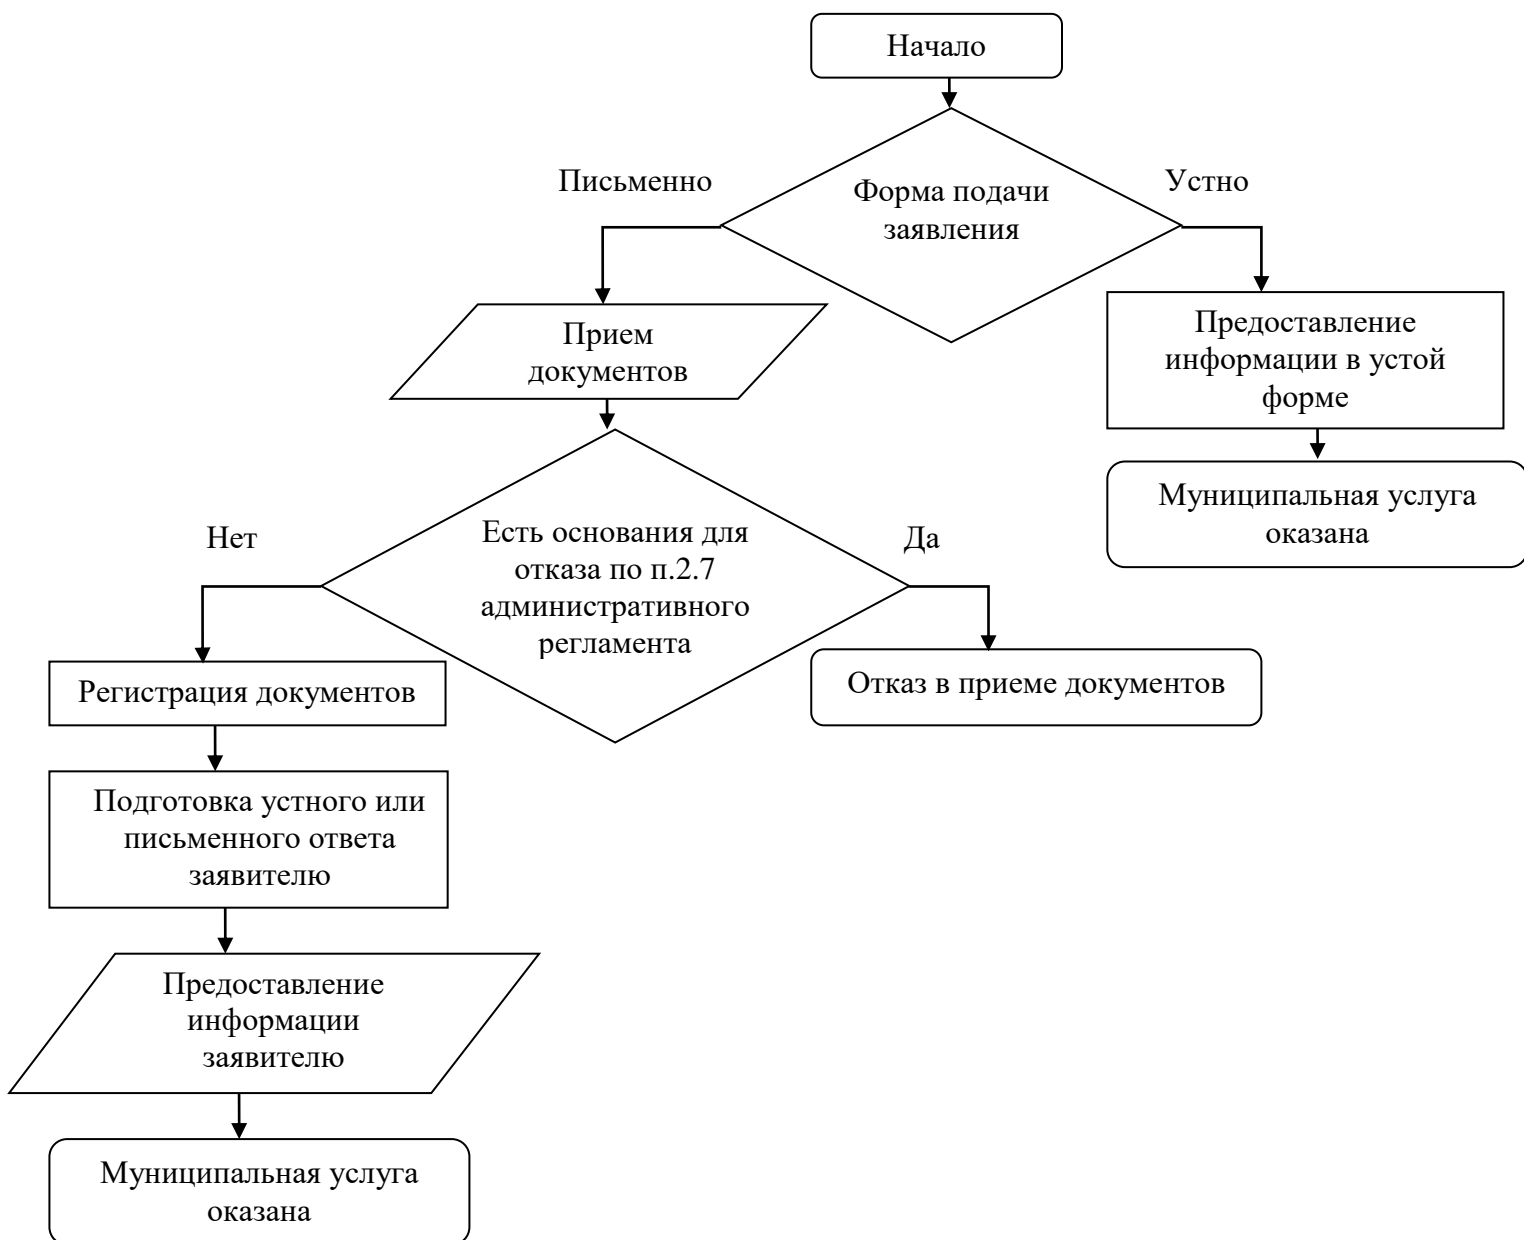 Начало
Письменно
Форма подачи
заявления
Устно
Прием
документов
Предоставление
информации в устой
форме
Муниципальная услуга
оказана
Нет
Есть основания для
отказа по п.2.7
административного
регламента
Да
Регистрация документов
Отказ в приеме документов
Подготовка устного или
письменного ответа
заявителю
Предоставление
информации
заявителю
Муниципальная услуга
оказана